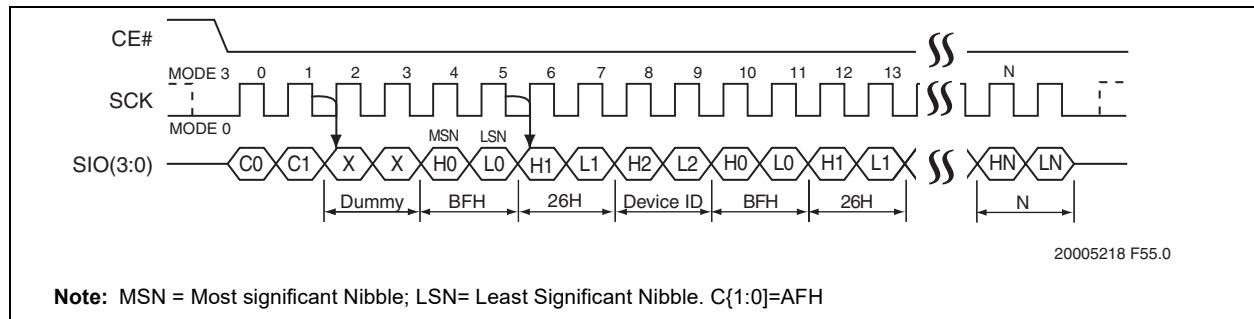 CE#
MODE 3 0 1 2 3 4 5 6 7 8 9 10 11 12 13 N
SCK
MODE 0
MSN LSN
SIO(3:0) C0 C1 X X H0 L0 H1 L1 H2 L2 H0 L0 H1 L1 HN LN
Dummy BFH 26H Device ID BFH 26H N
20005218 F55.0
Note: MSN = Most significant Nibble; LSN= Least Significant Nibble. C{1:0]=AFH